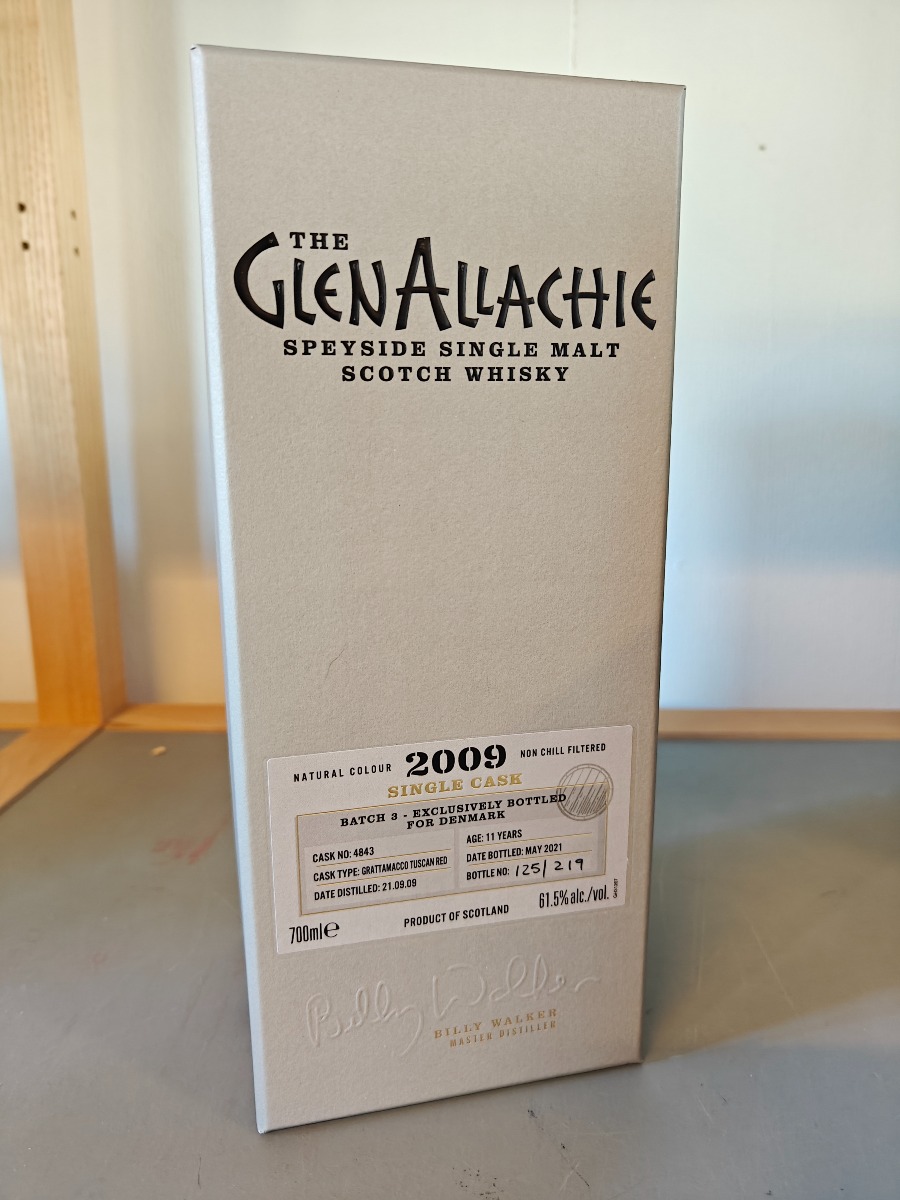 THE
GLENALLACHIE
SPEYSIDE SINGLE MALT
SCOTCH WHISKY
NATURAL COLOUR 2009 NON CHILL FILTERED
SINGLE CASK
BATCH 3 - EXCLUSIVELY BOTTLED
FOR DENMARK
CASK NO: 4843
CASK TYPE: GRATTAMACCO TUSCAN RED
DATE DISTILLED: 21.09.09
AGE: 11 YEARS
DATE BOTTLED: MAY 2021
BOTTLE NO: 125/219
700ml℮ PRODUCT OF SCOTLAND 61.5% alc./vol.
Billy Walker
BILLY WALKER
MASTER DISTILLER